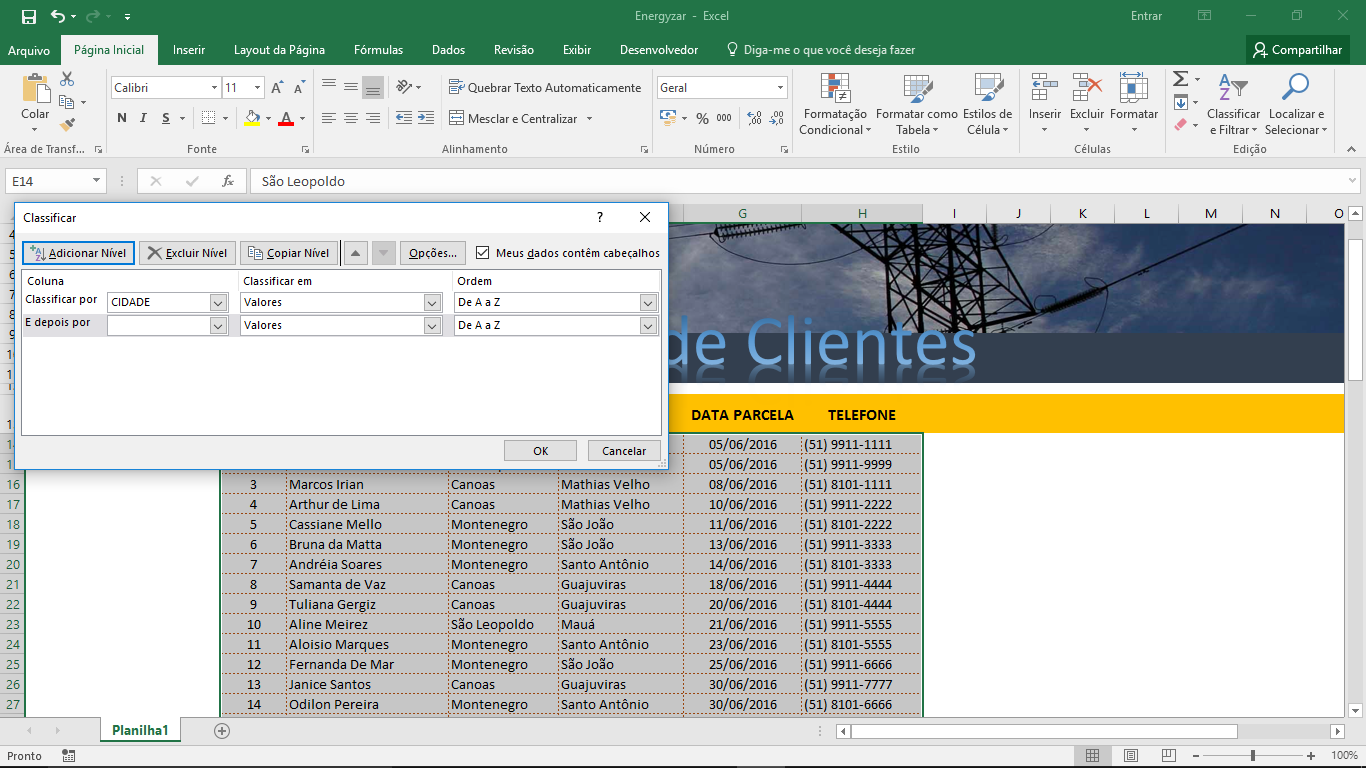 Energyzar - Excel
Entrar
Arquivo Página Inicial Inserir Layout da Página Fórmulas Dados Revisão Exibir Desenvolvedor Diga-me o que você deseja fazer Compartilhar
Colar
Calibri 11
N I S
Quebrar Texto Automaticamente
Mesclar e Centralizar
Geral
% 000
Formatação Condicional
Formatar como Tabela
Estilos de Célula
Inserir Excluir Formatar
Classificar e Filtrar
Localizar e Selecionar
Área de Transf... Fonte Alinhamento Número Estilo Células Edição
E14 fx São Leopoldo
Classificar ?
Adicionar Nível Excluir Nível Copiar Nível Opções... Meus dados contêm cabeçalhos
Coluna Classificar em Ordem
Classificar por CIDADE Valores De A a Z
E depois por Valores De A a Z
OK Cancelar
G H I J K L M N O
de Clientes
DATA PARCELA TELEFONE
05/06/2016 (51) 9911-1111
05/06/2016 (51) 9911-9999
16 3 Marcos Irian Canoas Mathias Velho 08/06/2016 (51) 8101-1111
17 4 Arthur de Lima Canoas Mathias Velho 10/06/2016 (51) 9911-2222
18 5 Cassiane Mello Montenegro São João 11/06/2016 (51) 8101-2222
19 6 Bruna da Matta Montenegro São João 13/06/2016 (51) 9911-3333
20 7 Andréia Soares Montenegro Santo Antônio 14/06/2016 (51) 8101-3333
21 8 Samanta de Vaz Canoas Guajuviras 18/06/2016 (51) 9911-4444
22 9 Tuliana Gergiz Canoas Guajuviras 20/06/2016 (51) 8101-4444
23 10 Aline Meirez São Leopoldo Mauá 21/06/2016 (51) 9911-5555
24 11 Aloisio Marques Montenegro Santo Antônio 23/06/2016 (51) 8101-5555
25 12 Fernanda De Mar Montenegro São João 25/06/2016 (51) 9911-6666
26 13 Janice Santos Canoas Guajuviras 30/06/2016 (51) 9911-7777
27 14 Odilon Pereira Montenegro Santo Antônio 30/06/2016 (51) 8101-6666
Planilha1
Pronto 100%